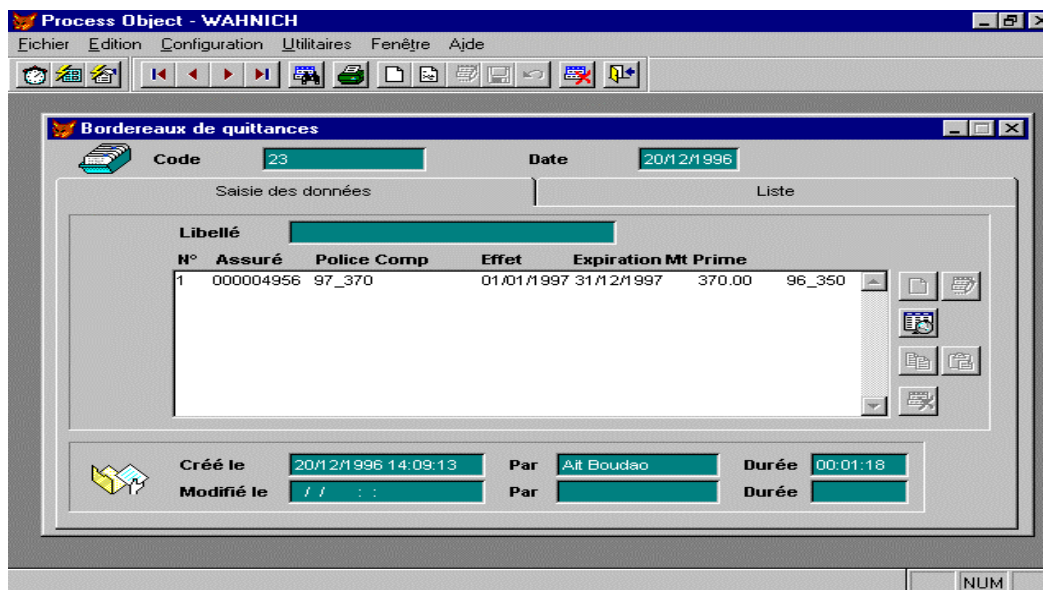 Process Object - WAHNICH
Fichier Edition Configuration Utilitaires Fenêtre Ajde
Bordereaux de quittances
Code 23 Date 20/12/1996
Saisie des données Liste
Libellé
N° Assuré Police Comp Effet Expiration Mt Prime
1 000004956 97_370 01/01/1997 31/12/1997 370.00 96_350
Créé le 20/12/1996 14:09:13 Par Ait Boudao Durée 00:01:18
Modifié le / / : : Par Durée
NUM